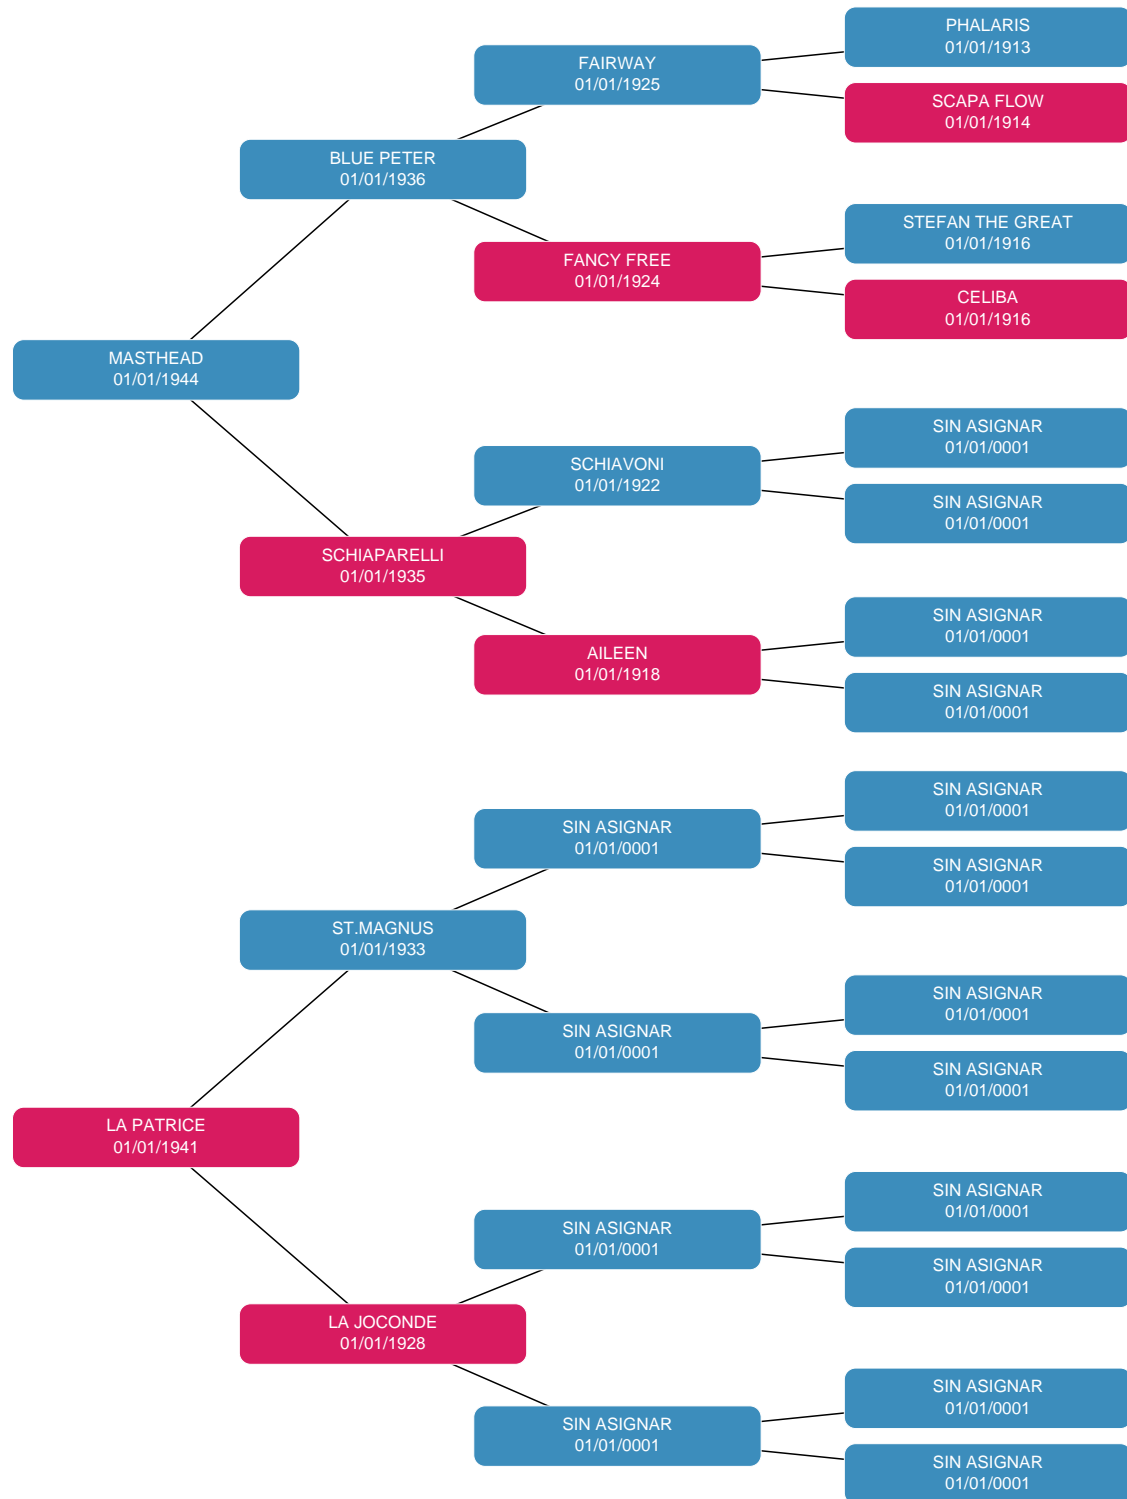 PHALARIS
01/01/1913
FAIRWAY
01/01/1925
SCAPA FLOW
01/01/1914
BLUE PETER
01/01/1936
STEFAN THE GREAT
01/01/1916
FANCY FREE
01/01/1924
CELIBA
01/01/1916
MASTHEAD
01/01/1944
SIN ASIGNAR
01/01/0001
SCHIAVONI
01/01/1922
SIN ASIGNAR
01/01/0001
SCHIAPARELLI
01/01/1935
SIN ASIGNAR
01/01/0001
AILEEN
01/01/1918
SIN ASIGNAR
01/01/0001
SIN ASIGNAR
01/01/0001
SIN ASIGNAR
01/01/0001
SIN ASIGNAR
01/01/0001
ST.MAGNUS
01/01/1933
SIN ASIGNAR
01/01/0001
SIN ASIGNAR
01/01/0001
SIN ASIGNAR
01/01/0001
LA PATRICE
01/01/1941
SIN ASIGNAR
01/01/0001
SIN ASIGNAR
01/01/0001
SIN ASIGNAR
01/01/0001
LA JOCONDE
01/01/1928
SIN ASIGNAR
01/01/0001
SIN ASIGNAR
01/01/0001
SIN ASIGNAR
01/01/0001